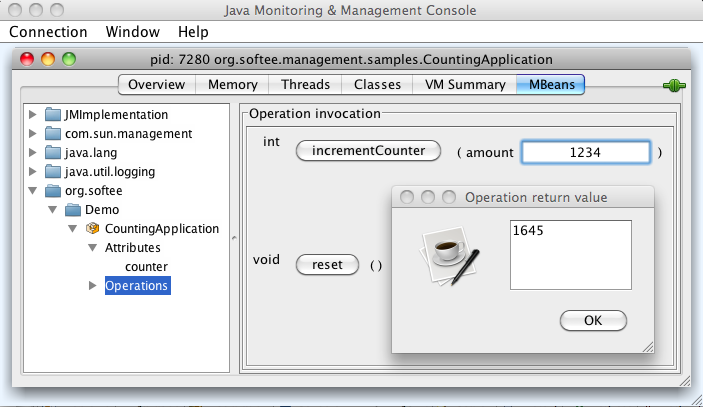 Java Monitoring & Management Console
Connection Window Help
pid: 7280 org.softee.management.samples.CountingApplication
Overview Memory Threads Classes VM Summary MBeans
JMImplementation
com.sun.management
java.lang
java.util.logging
org.softee
Demo
CountingApplication
Attributes
counter
Operations
Operation invocation
int incrementCounter ( amount 1234 )
void reset ( )
Operation return value
1645
OK